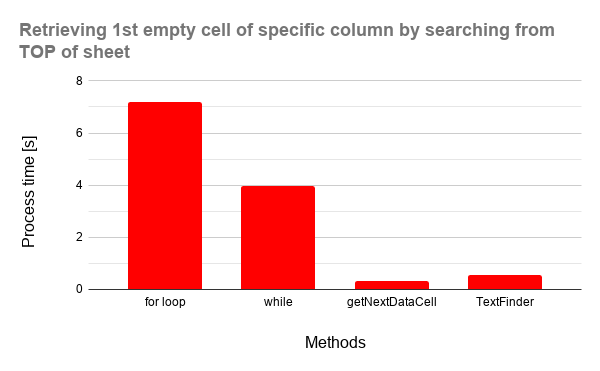 Retrieving 1st empty cell of specific column by searching from
TOP of sheet
Process time [s]
8
6
4
2
0
for loop
while
getNextDataCell
TextFinder
Methods